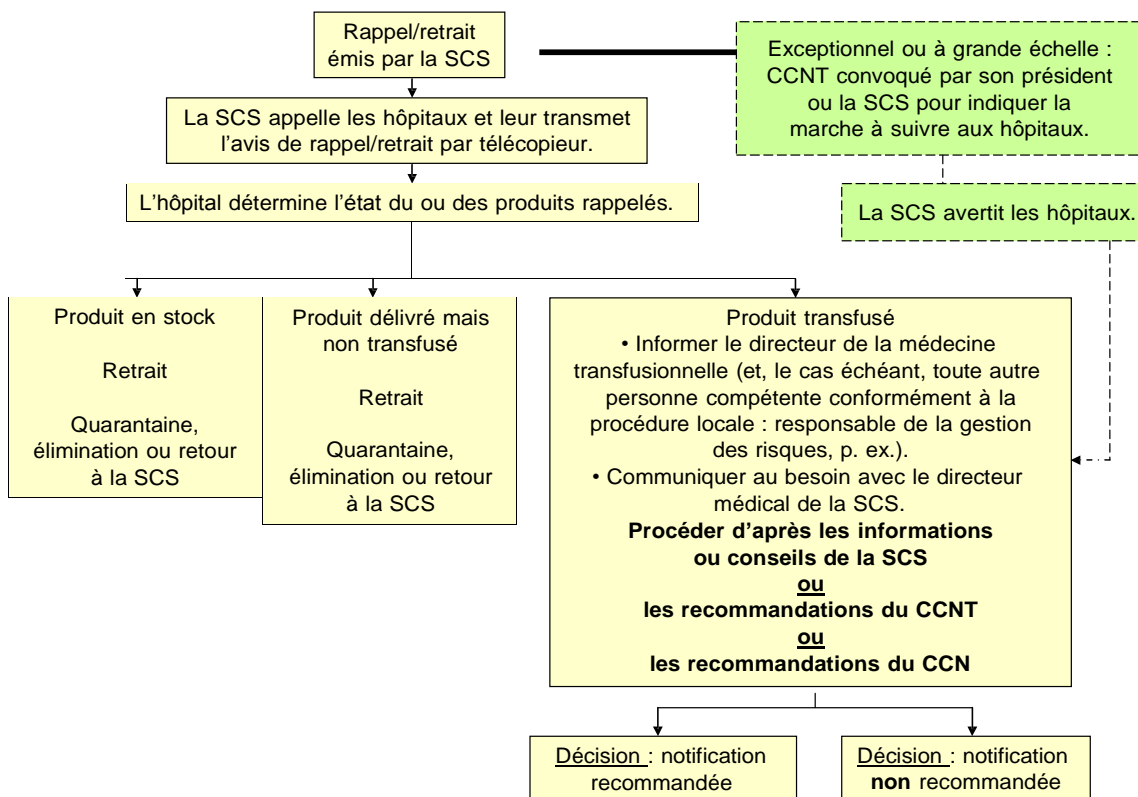 Rappel/retrait
émis par la SCS
Exceptionnel ou à grande échelle :
CCNT convoqué par son président
ou la SCS pour indiquer la
marche à suivre aux hôpitaux.
La SCS appelle les hôpitaux et leur transmet
l’avis de rappel/retrait par télécopieur.
L’hôpital détermine l’état du ou des produits rappelés.
La SCS avertit les hôpitaux.
Produit en stock
Retrait
Quarantaine,
élimination ou retour
à la SCS
Produit délivré mais
non transfusé
Retrait
Quarantaine,
élimination ou retour
à la SCS
Produit transfusé
• Informer le directeur de la médecine
transfusionnelle (et, le cas échéant, toute autre
personne compétente conformément à la
procédure locale : responsable de la gestion
des risques, p. ex.).
• Communiquer au besoin avec le directeur
médical de la SCS.
Procéder d’après les informations
ou conseils de la SCS
ou
les recommandations du CCNT
ou
les recommandations du CCN
Décision : notification
recommandée
Décision : notification
non recommandée